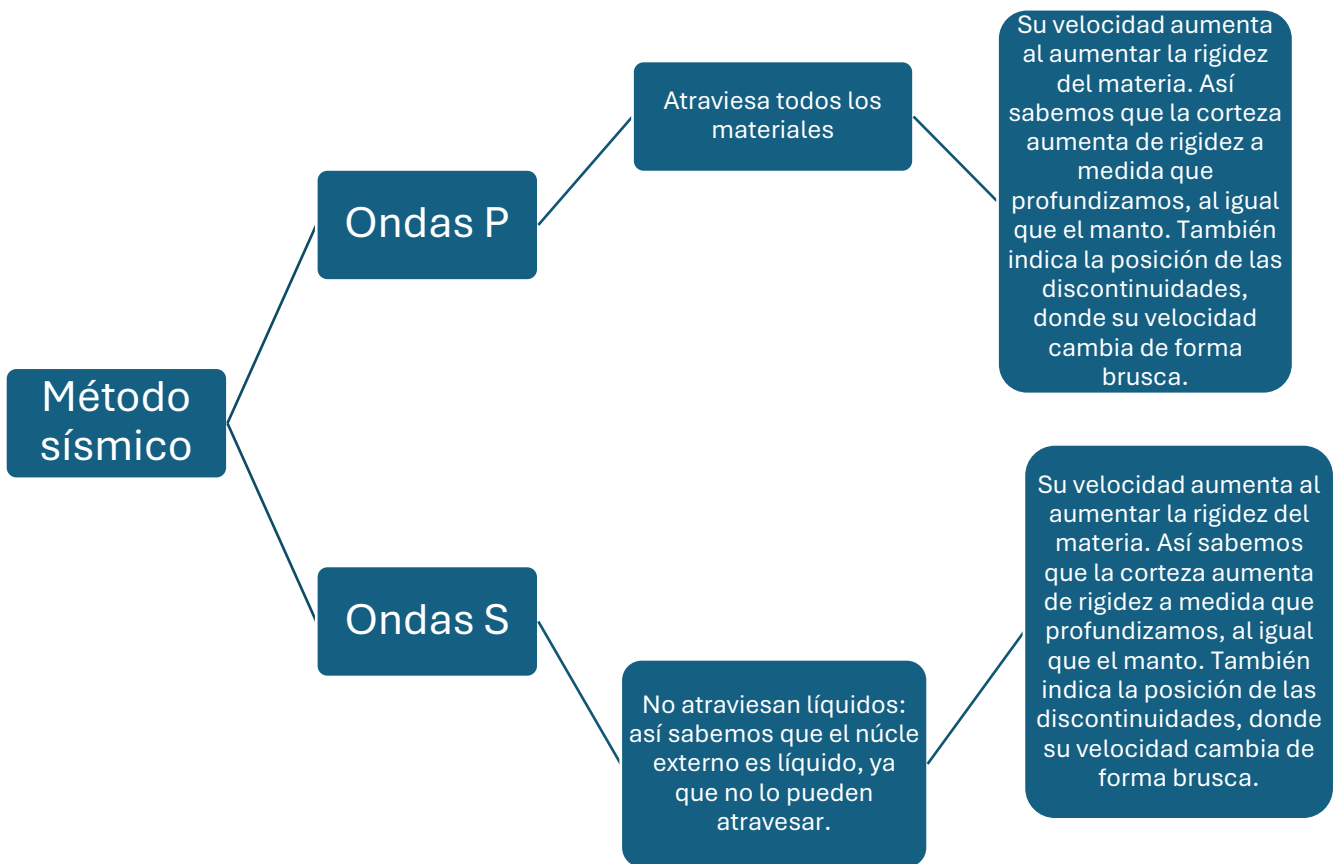 Método
sísmico
Ondas P
Atraviesa todos los
materiales
Su velocidad aumenta
al aumentar la rigidez
del materia. Así
sabemos que la corteza
aumenta de rigidez a
medida que
profundizamos, al igual
que el manto. También
indica la posición de las
discontinuidades,
donde su velocidad
cambia de forma
brusca.
Ondas S
No atraviesan líquidos:
así sabemos que el núcle
externo es líquido, ya
que no lo pueden
atravesar.
Su velocidad aumenta al
aumentar la rigidez del
materia. Así sabemos
que la corteza aumenta
de rigidez a medida que
profundizamos, al igual
que el manto. También
indica la posición de las
discontinuidades, donde
su velocidad cambia de
forma brusca.